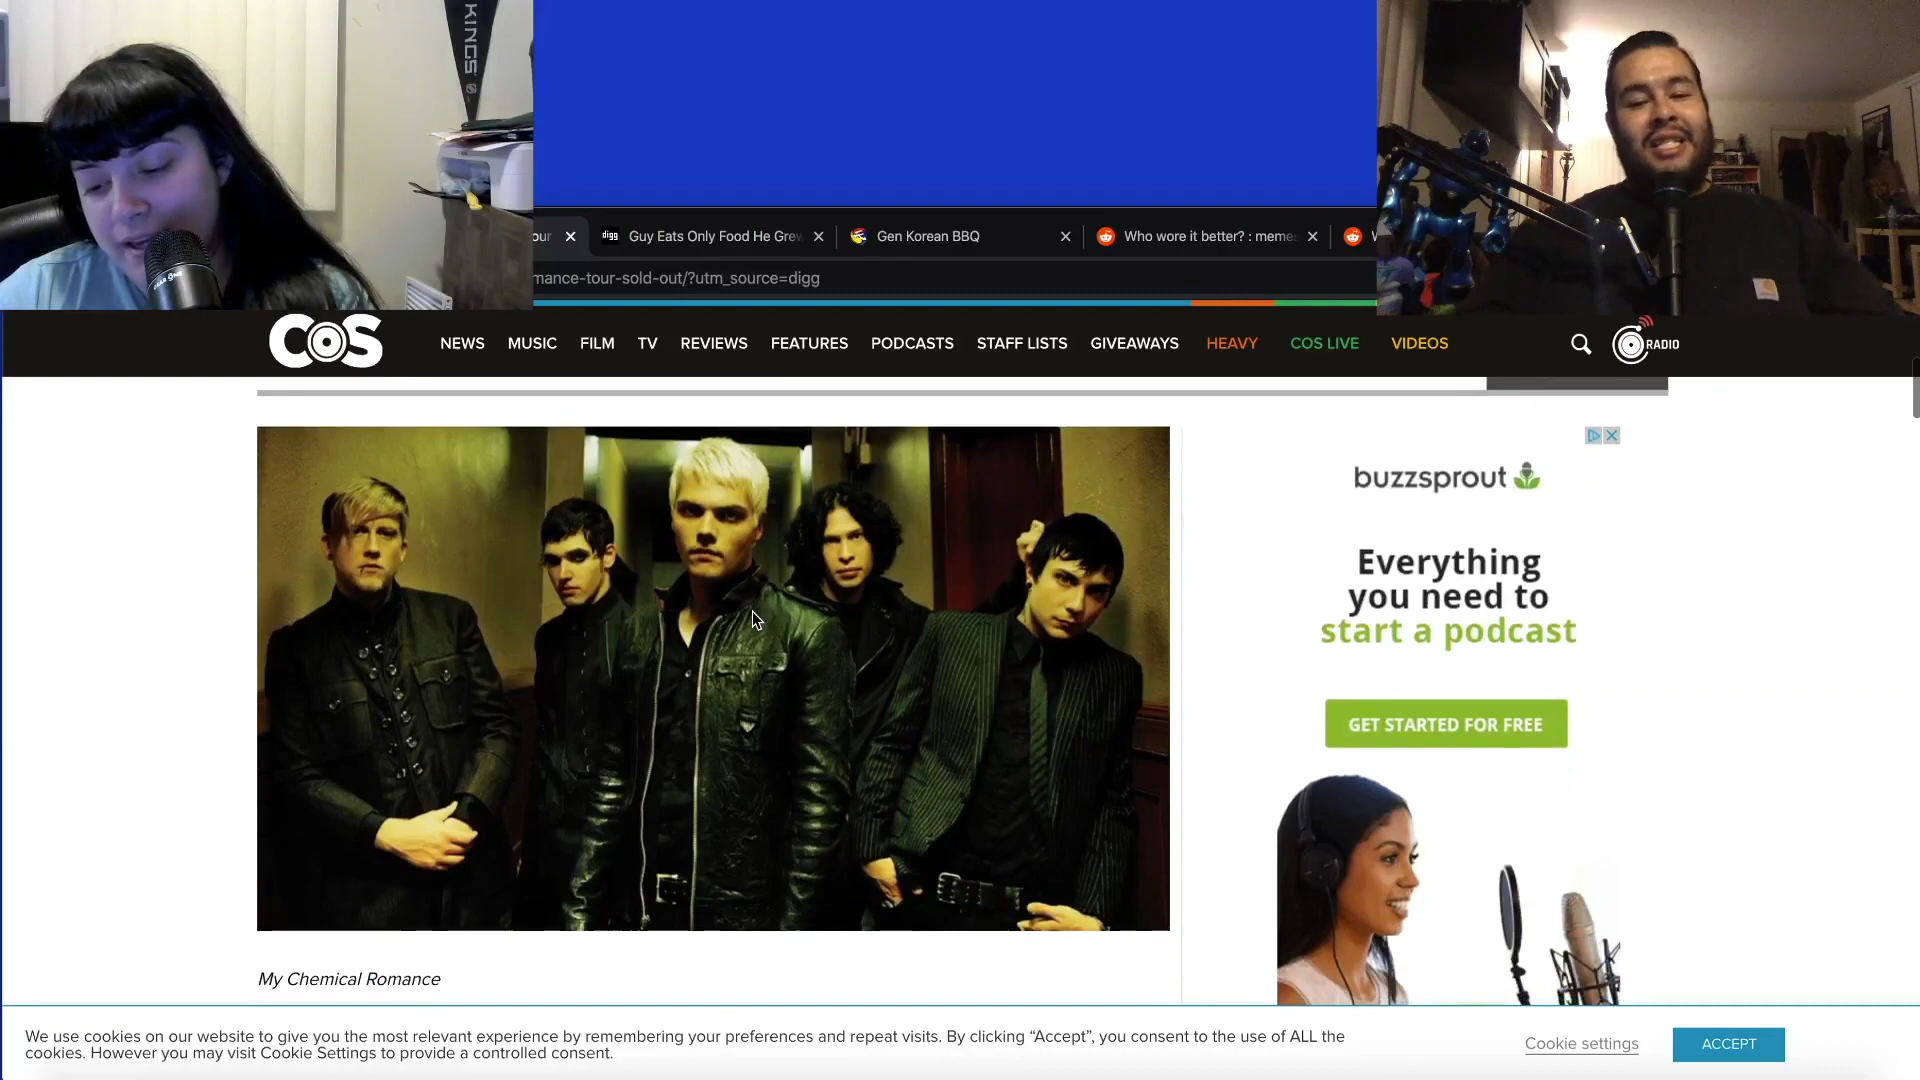 KINGS
our
digg Guy Eats Only Food He Grew
Gen Korean BBQ
Who wore it better? : meme
mance-tour-sold-out/?utm_source=digg
COS NEWS MUSIC FILM TV REVIEWS FEATURES PODCASTS STAFF LISTS GIVEAWAYS HEAVY COS LIVE VIDEOS RADIO
buzzsprout
Everything
you need to
start a podcast
GET STARTED FOR FREE
My Chemical Romance
We use cookies on our website to give you the most relevant experience by remembering your preferences and repeat visits. By clicking “Accept”, you consent to the use of ALL the
cookies. However you may visit Cookie Settings to provide a controlled consent.
Cookie settings
ACCEPT